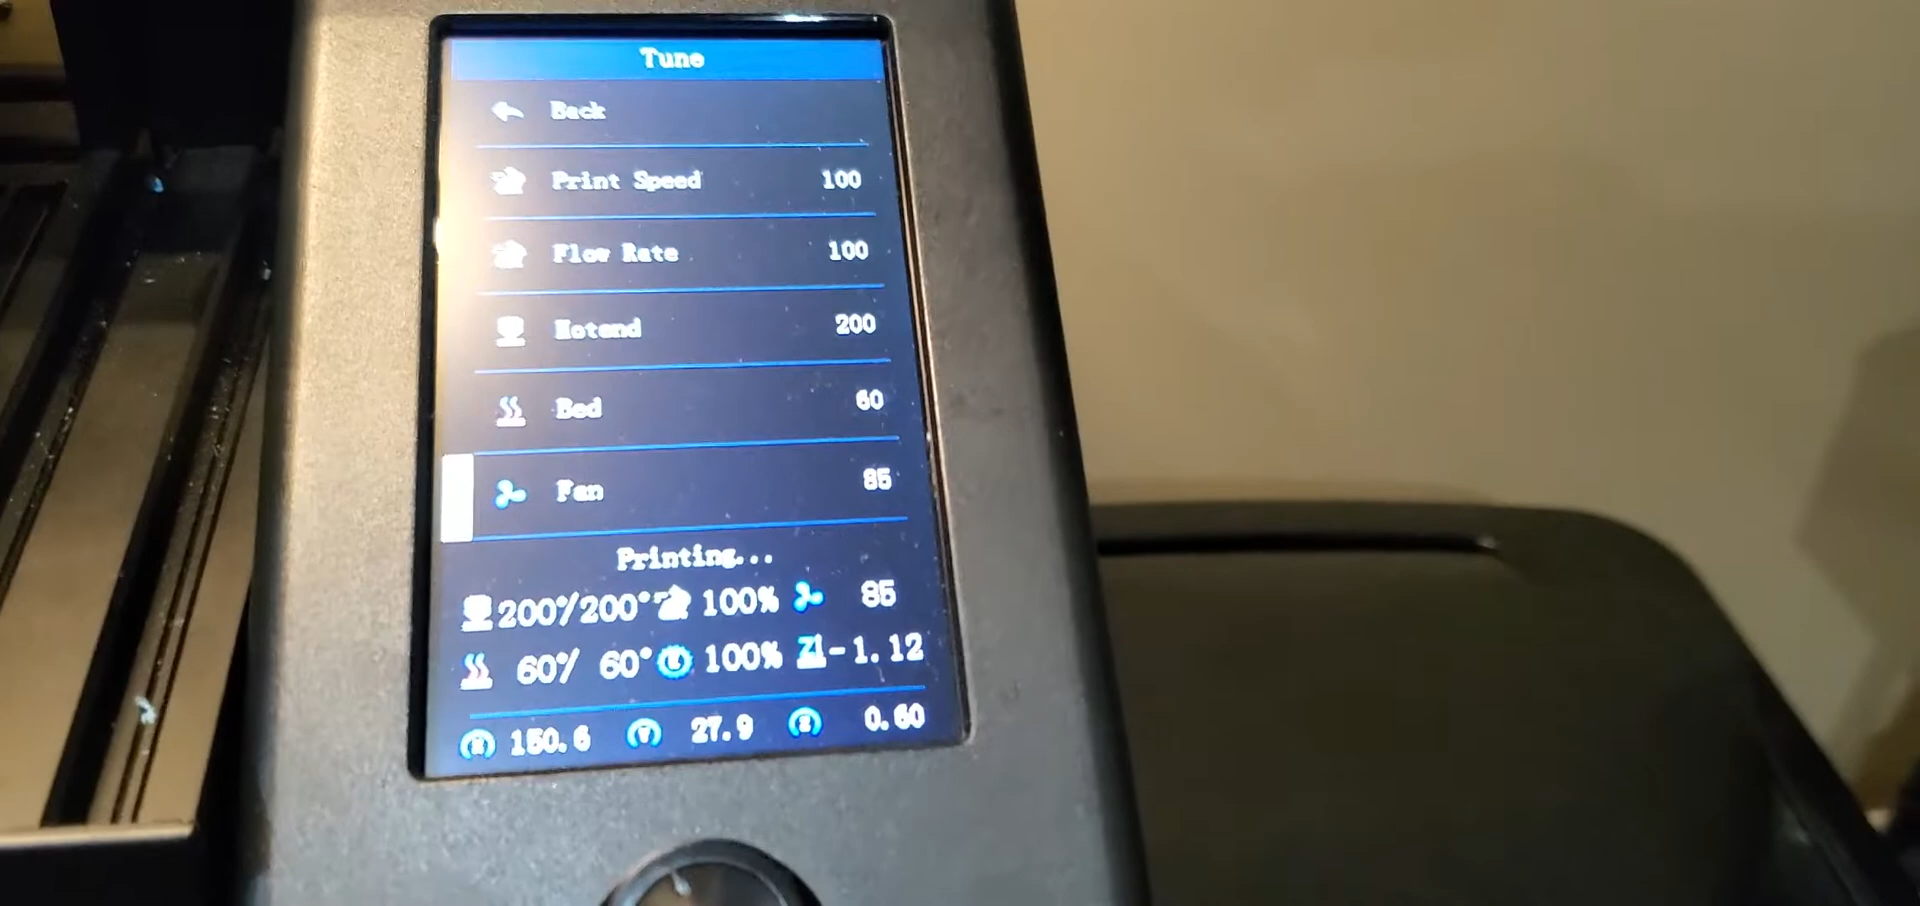 Tune
Back
Print Speed 100
Flow Rate 100
Hotend 200
Bed 60
Fan 85
Printing...
200°/200° 100% 85
60°/ 60° 100% -1.12
X 150.6 Y 27.9 Z 0.60